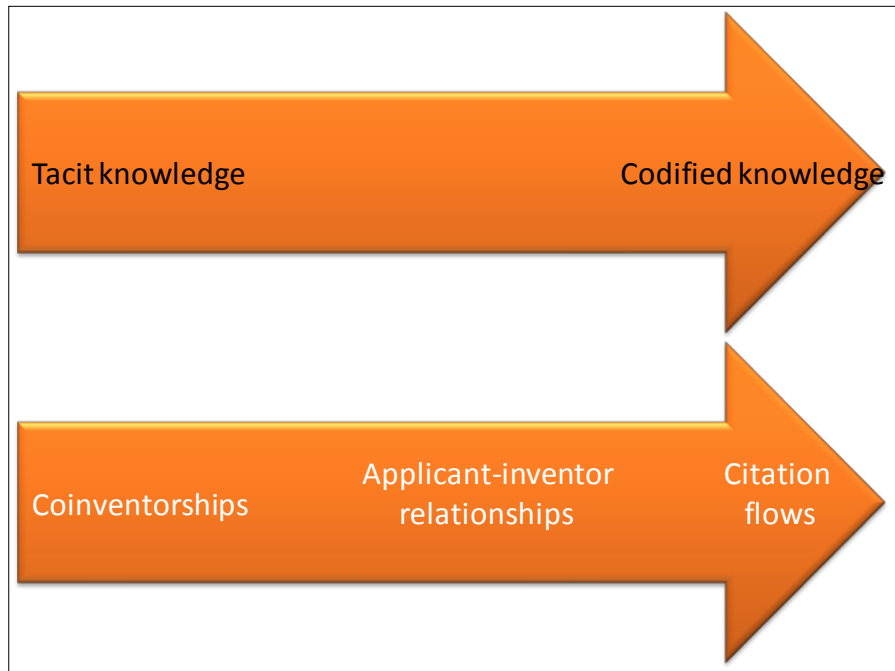 Tacit knowledge
Codified knowledge
Coinventorships
Applicant-inventor
relationships
Citation
flows